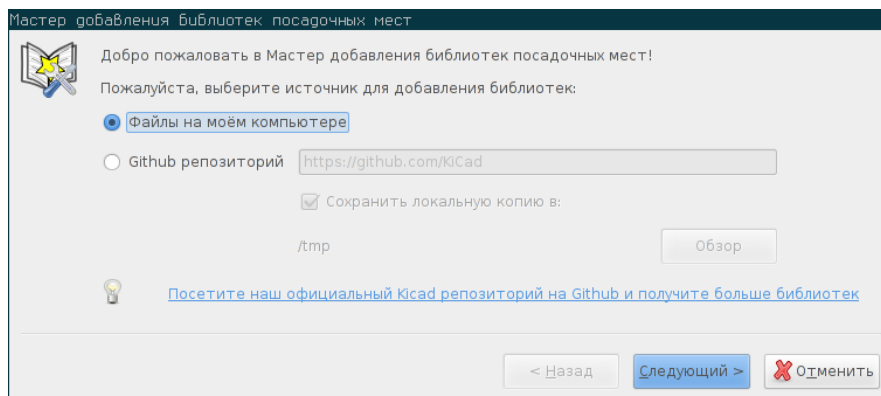 Мастер добавления библиотек посадочных мест
Добро пожаловать в Мастер добавления библиотек посадочных мест!
Пожалуйста, выберите источник для добавления библиотек:
Файлы на моём компьютере
Github репозиторий https://github.com/KiCad
Сохранить локальную копию в:
/tmp Обзор
Посетите наш официальный Kicad репозиторий на Github и получите больше библиотек
< Назад Следующий > Отменить